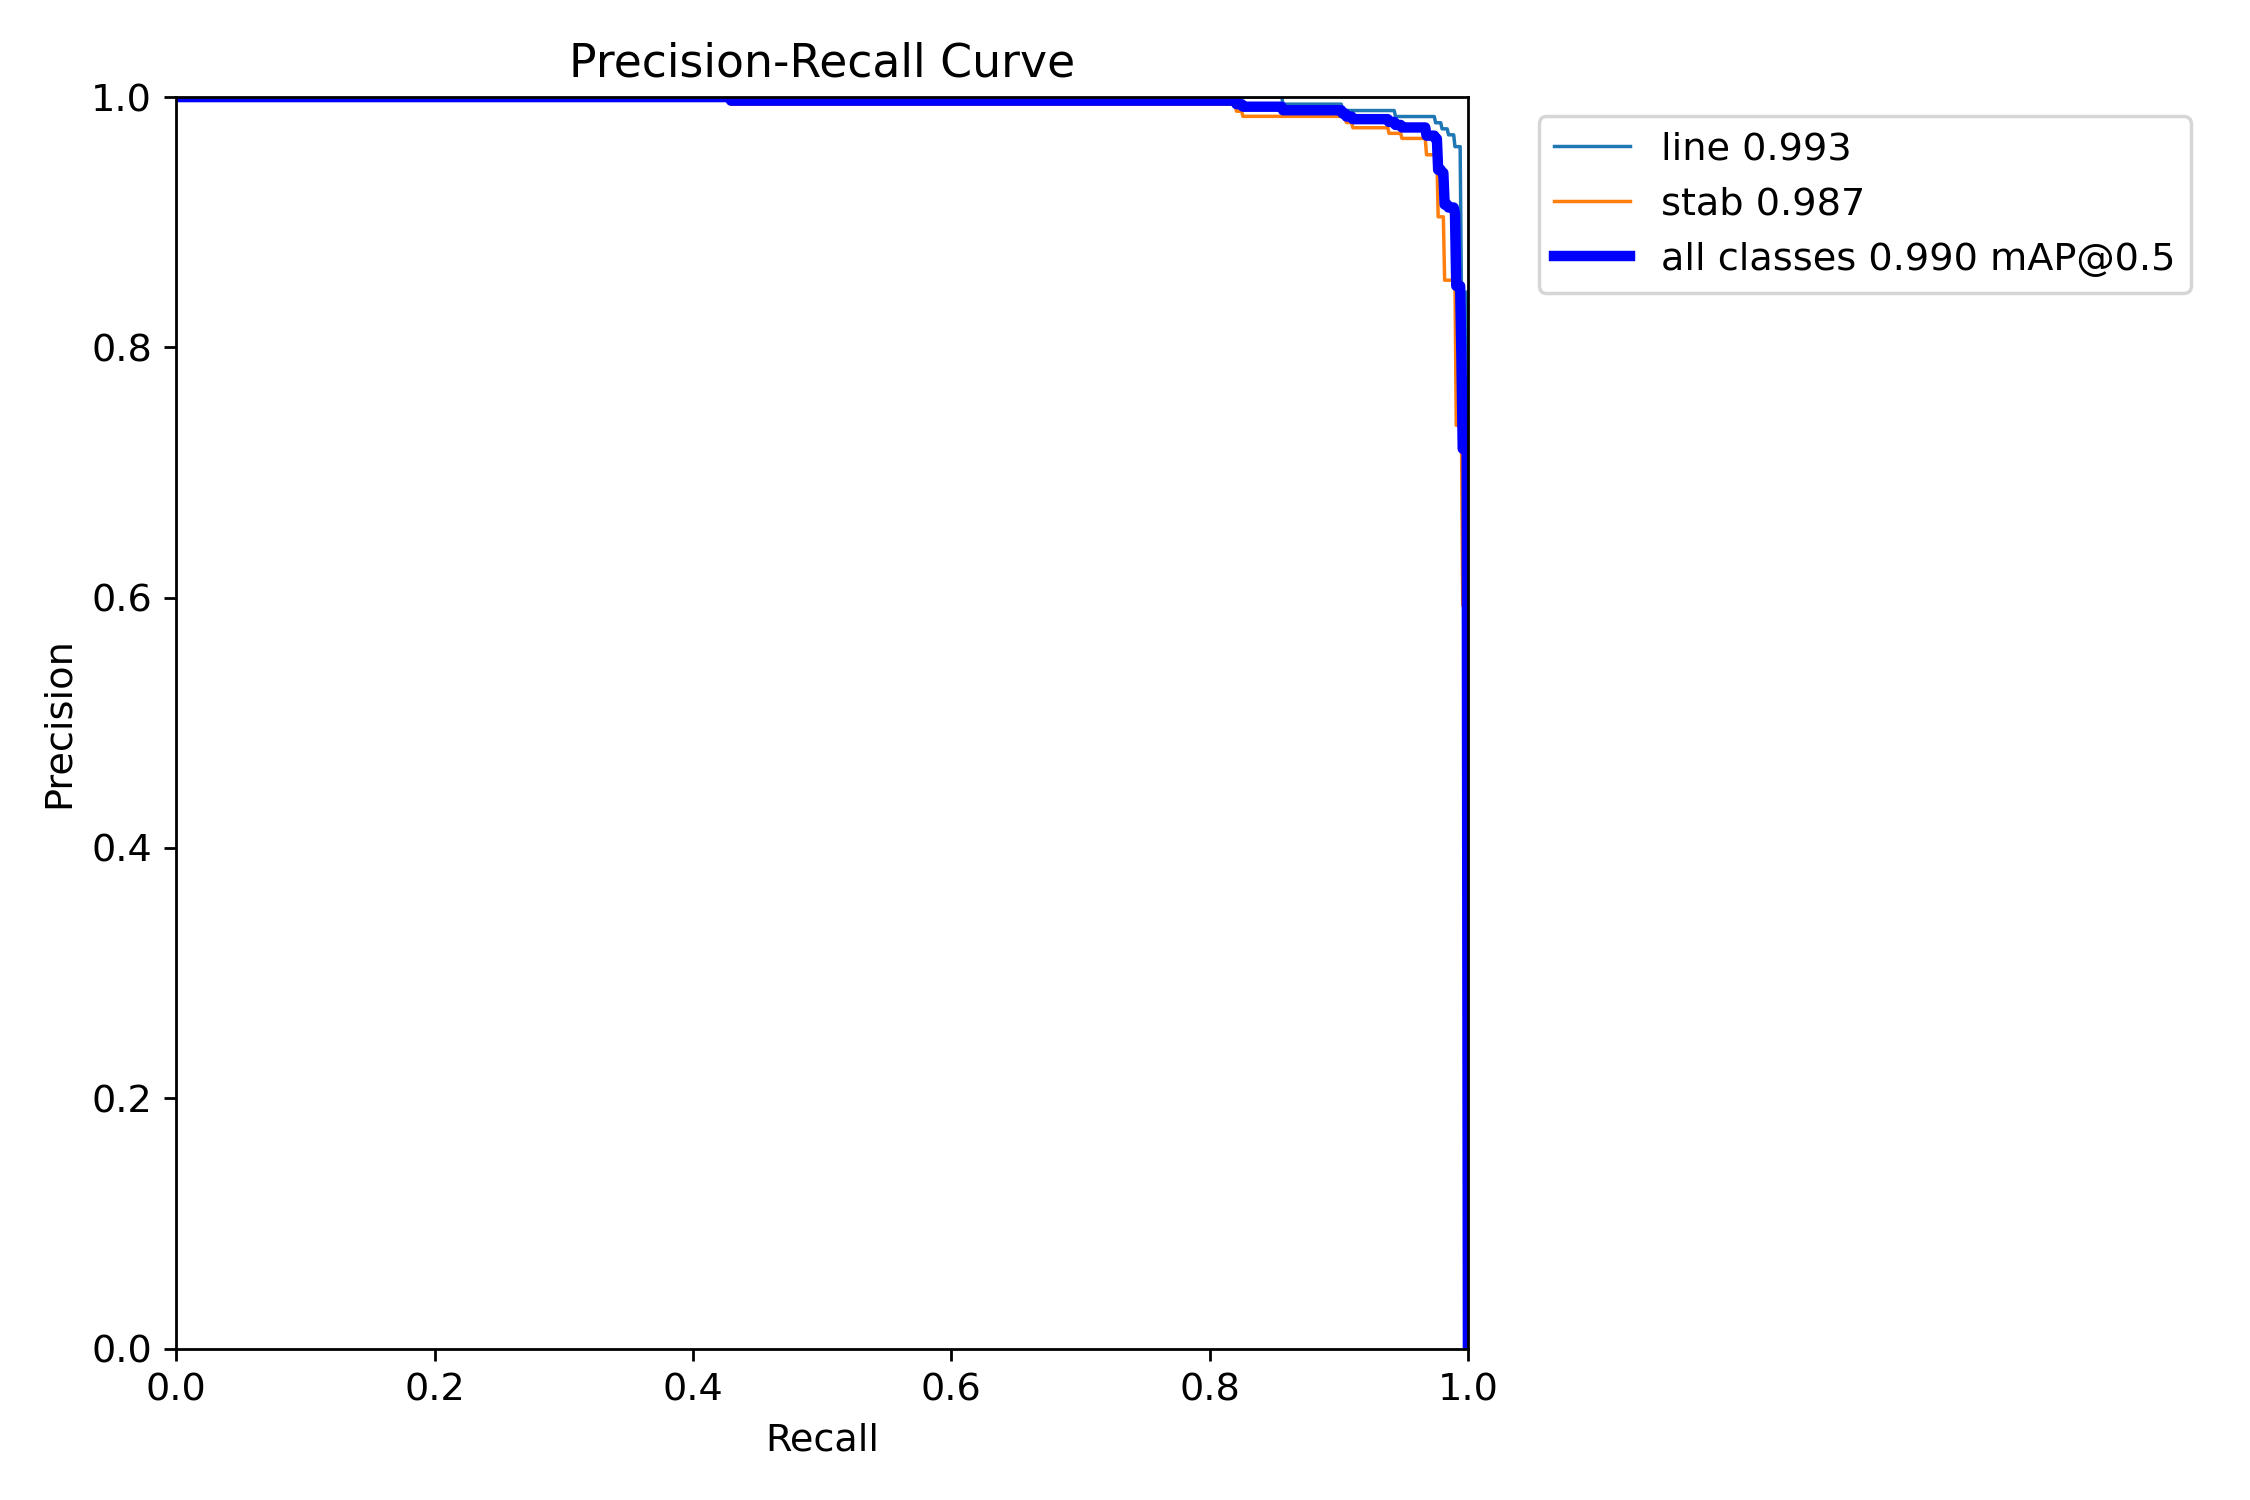 Precision-Recall Curve
1.0
0.8
0.6
0.4
0.2
0.0
Precision
0.0 0.2 0.4 0.6 0.8 1.0
Recall
line 0.993
stab 0.987
all classes 0.990 mAP@0.5